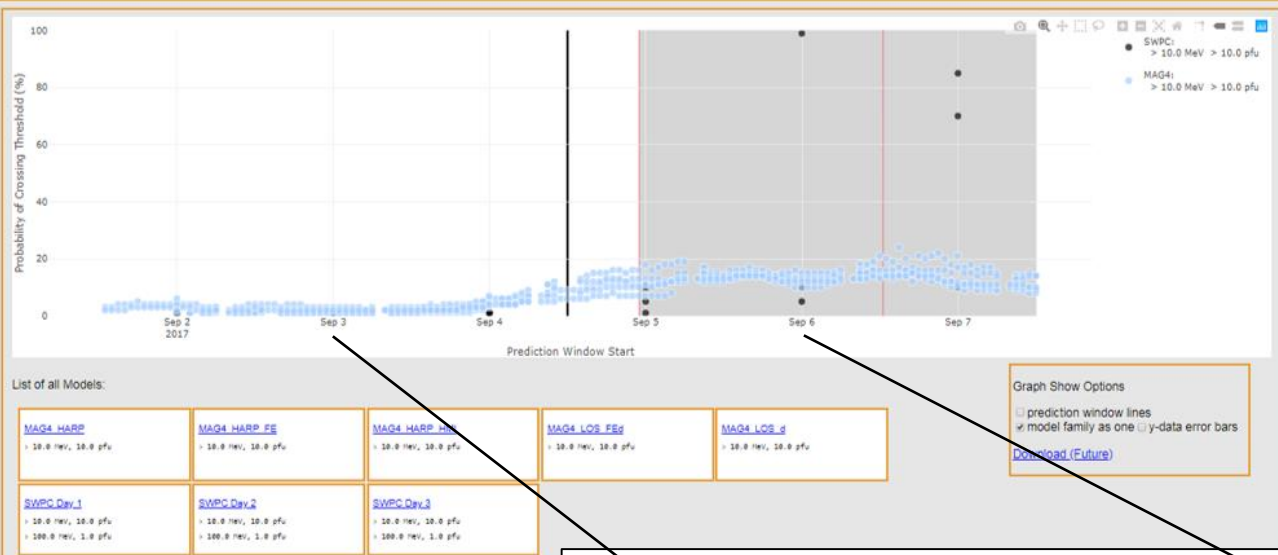 100
80
60
40
20
0
Probability of Crossing Threshold (%)
Sep 2
2017
Sep 3
Sep 4
Sep 5
Sep 6
Sep 7
Prediction Window Start
SWPC:
> 10.0 MeV > 10.0 pfu
MAG4:
> 10.0 MeV > 10.0 pfu
List of all Models:
MAG4_HARP
> 10.0 MeV, 10.0 pfu
MAG4_HARP_FE
> 10.0 MeV, 10.0 pfu
MAG4_HARP
> 10.0 MeV, 10.0 pfu
MAG4_LOS_FEd
> 10.0 MeV, 10.0 pfu
MAG4_LOS_d
> 10.0 MeV, 10.0 pfu
SWPC Day 1
> 10.0 MeV, 10.0 pfu
> 100.0 MeV, 1.0 pfu
SWPC Day 2
> 10.0 MeV, 10.0 pfu
> 100.0 MeV, 1.0 pfu
SWPC Day 3
> 10.0 MeV, 10.0 pfu
> 100.0 MeV, 1.0 pfu
Graph Show Options
prediction window lines
model family as one y-data error bars
Download (Future)